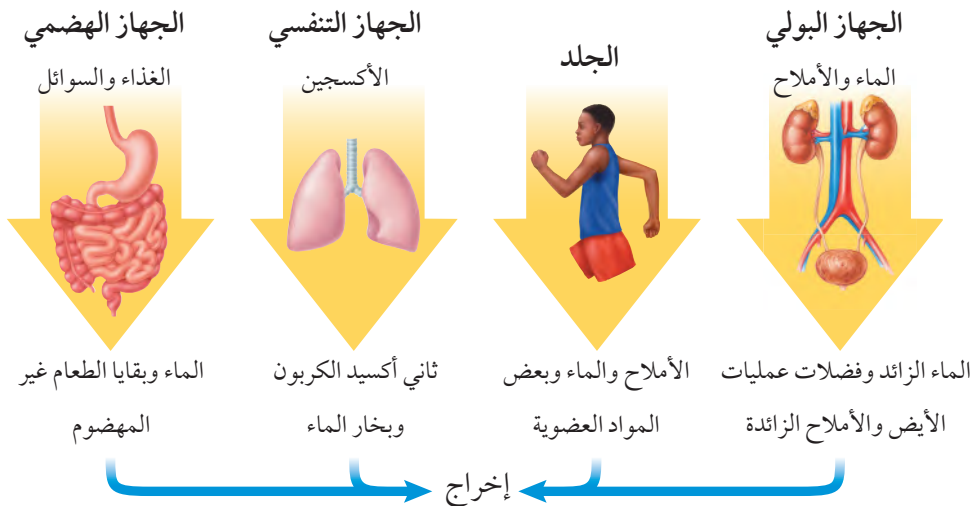 الجهاز البولي
الماء والأملاح
الماء الزائد وفضلات عمليات
الأيض والأملاح الزائدة
الجلد
الأملاح والماء وبعض
المواد العضوية
الجهاز التنفسي
الأكسجين
ثاني أكسيد الكربون
وبخار الماء
الجهاز الهضمي
الغذاء والسوائل
الماء وبقايا الطعام غير
المهضوم
إخراج